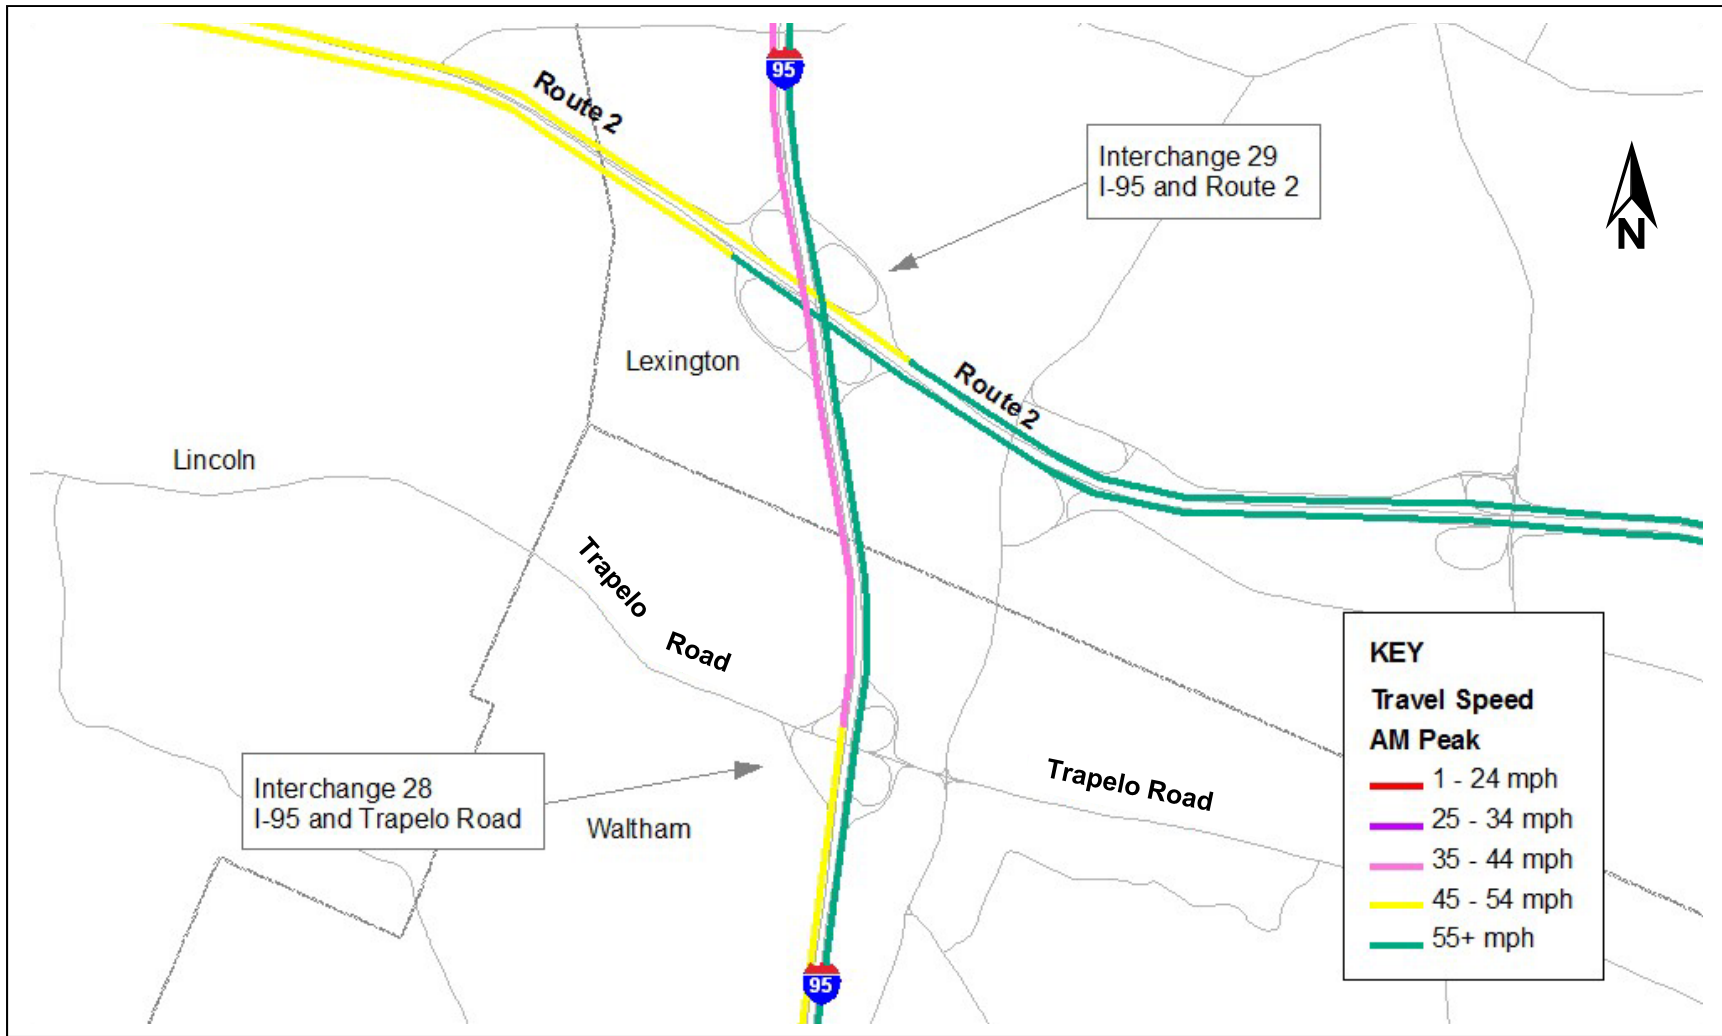 95
Route 2
Interchange 29
I-95 and Route 2
N
Lexington
Route 2
Lincoln
Trapelo
Road
KEY
Travel Speed
AM Peak
1 - 24 mph
25 - 34 mph
35 - 44 mph
45 - 54 mph
55+ mph
Interchange 28
I-95 and Trapelo Road
Trapelo Road
Waltham
95